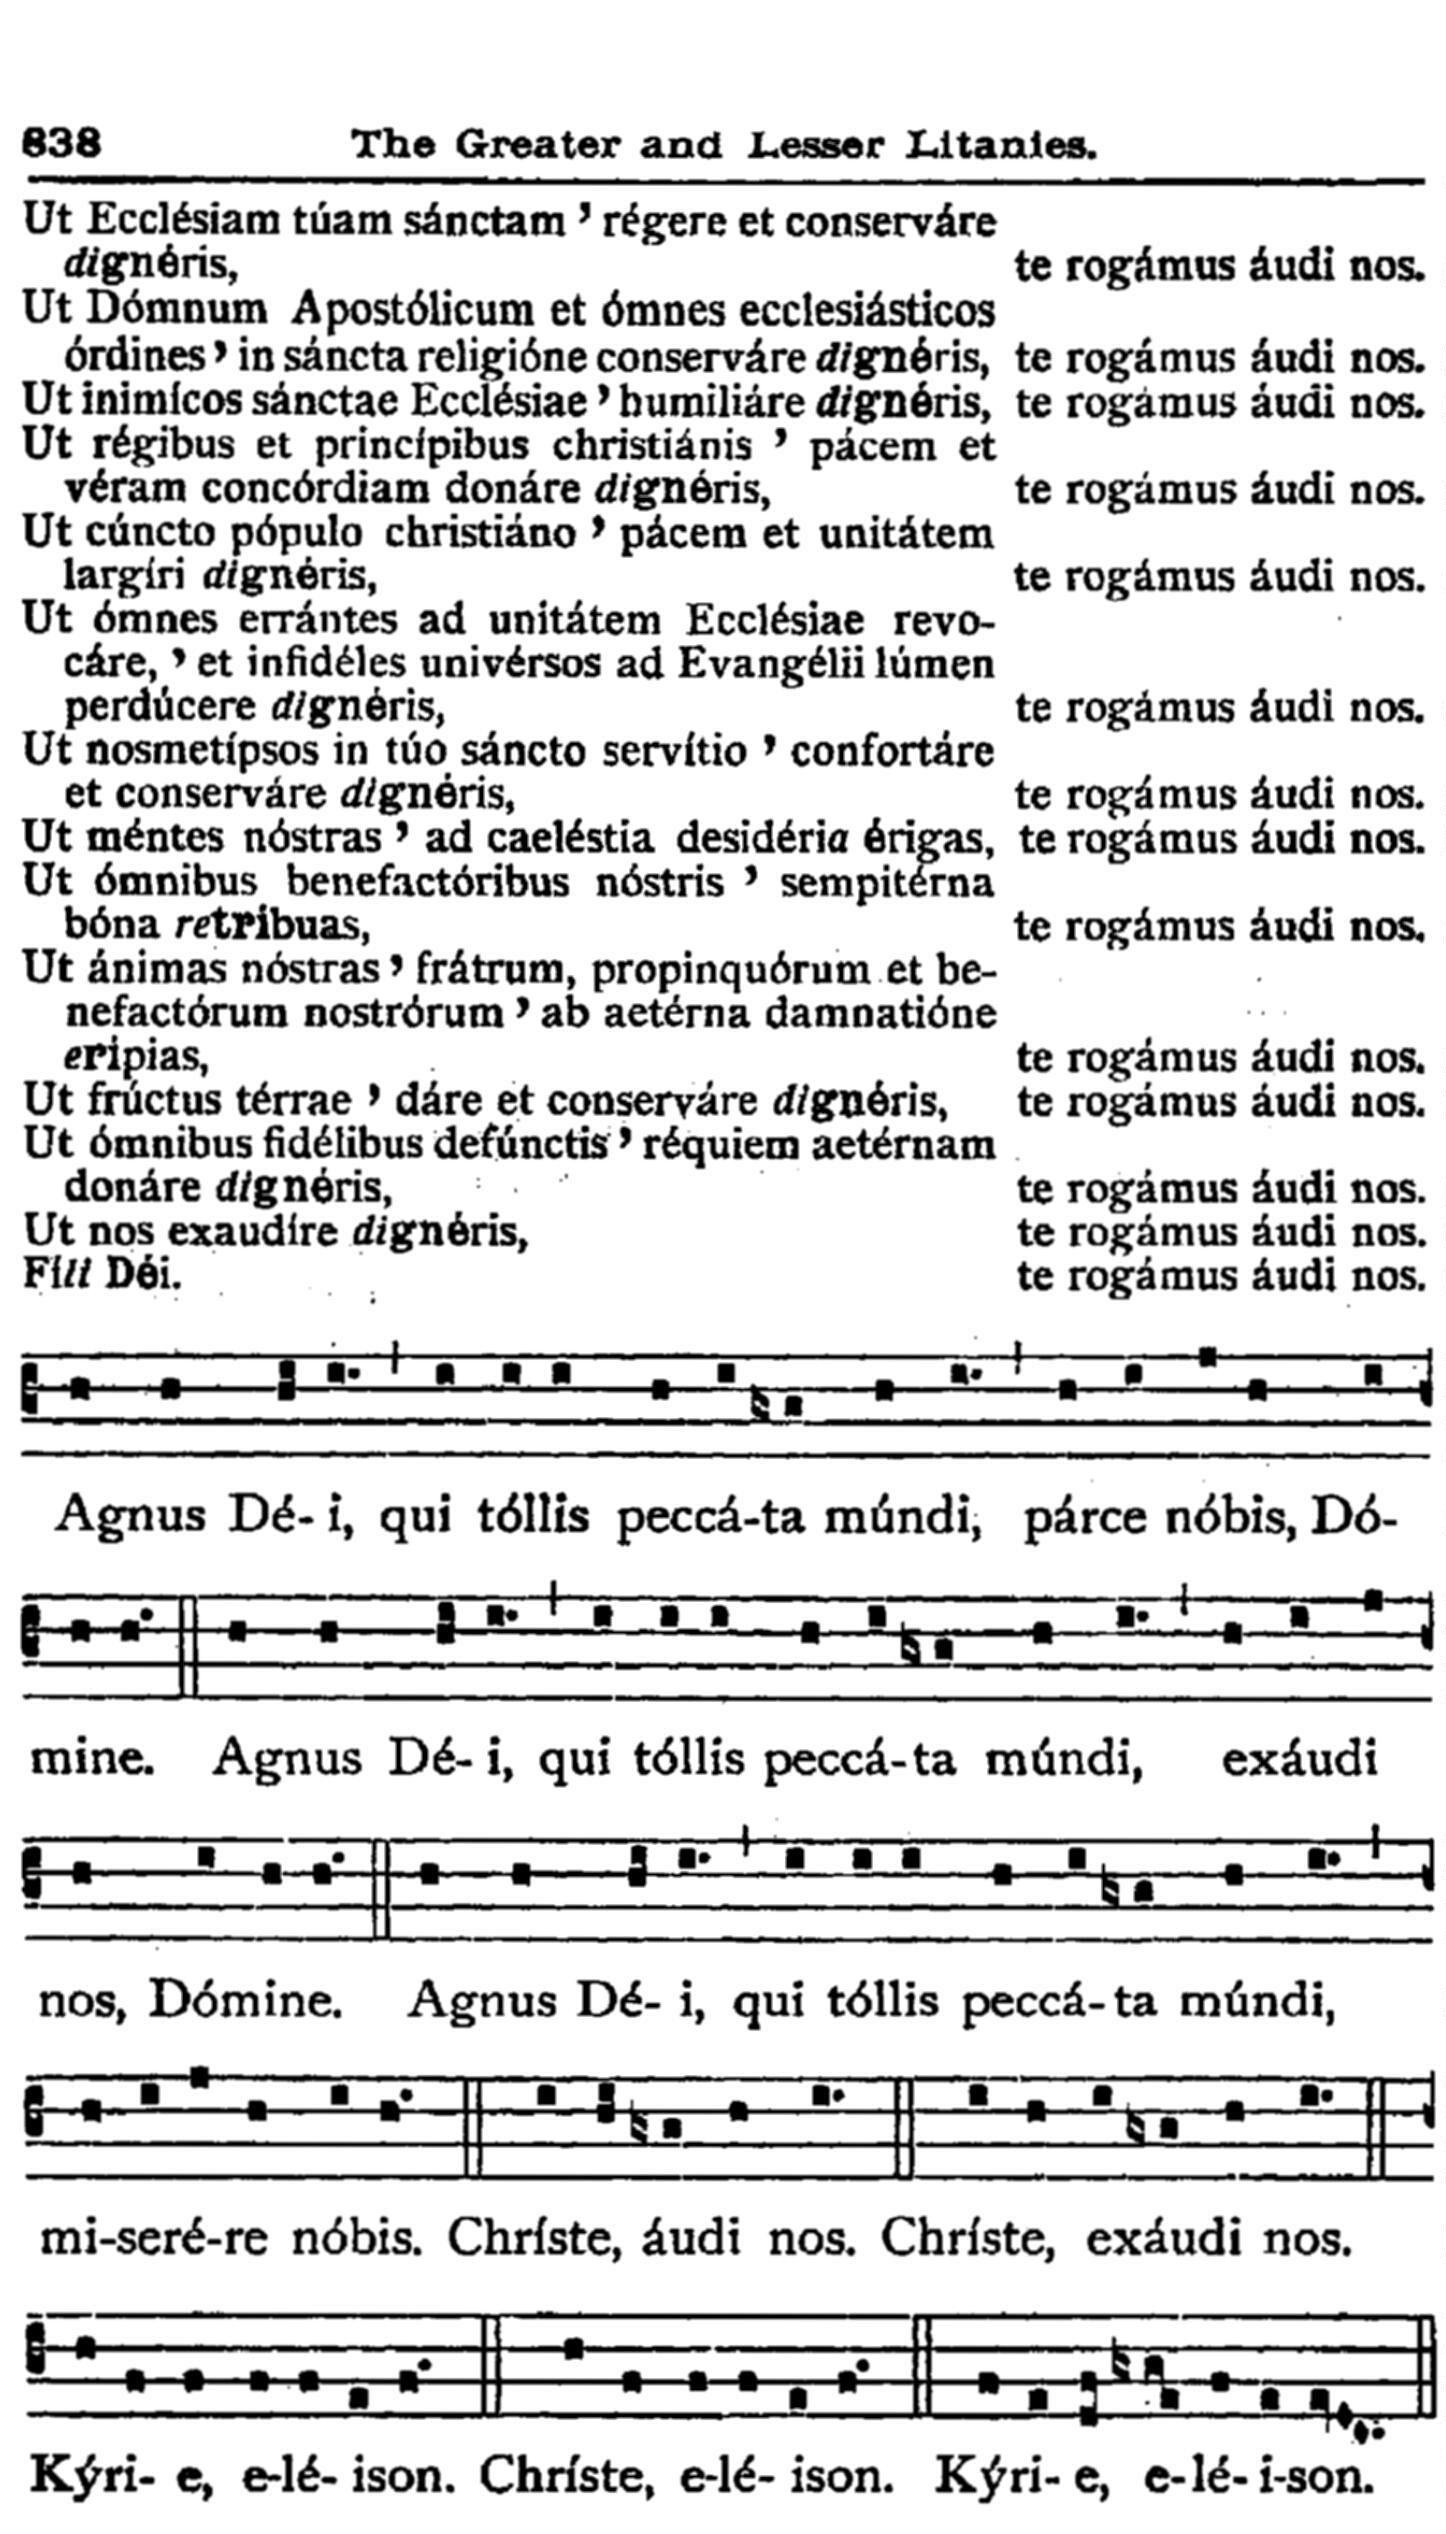 838 The Greater and Lesser Litanies.
Ut Ecclésiam túam sánctam ’ régere et conserváre
dignéris, te rogámus áudi nos.
Ut Dómnum Apostólicum et ómnes ecclesiásticos
órdines ’ in sáncta religióne conserváre dignéris, te rogámus áudi nos.
Ut inimícos sánctae Ecclésiae ’ humiliáre dignéris, te rogámus áudi nos.
Ut régibus et princípibus christiánis ’ pácem et
véram concórdiam donáre dignéris, te rogámus áudi nos.
Ut cúncto pópulo christiáno ’ pácem et unitátem
largíri dignéris, te rogámus áudi nos.
Ut ómnes errántes ad unitátem Ecclésiae revo-
cáre, ’ et infidéles univérsos ad Evangélii lúmen
perdúcere dignéris, te rogámus áudi nos.
Ut nosmetípsos in túo sáncto servítio ’ confortáre
et conserváre dignéris, te rogámus áudi nos.
Ut méntes nóstras ’ ad caeléstia desidéria érigas, te rogámus áudi nos.
Ut ómnibus benefactóribus nóstris ’ sempitérna
bóna retríbuas, te rogámus áudi nos.
Ut ánimas nóstras ’ frátrum, propinquórum et be-
nefactórum nostrórum ’ ab aetérna damnatióne
erípias, te rogámus áudi nos.
Ut frúctus térrae ’ dáre et conserváre dignéris, te rogámus áudi nos.
Ut ómnibus fidélibus defúnctis ’ réquiem aetérnam
donáre dignéris, te rogámus áudi nos.
Ut nos exaudíre dignéris, te rogámus áudi nos.
Fíli Déi. te rogámus áudi nos.
Agnus Dé- i, qui tóllis peccá-ta múndi, párce nóbis, Dó-
mine. Agnus Dé- i, qui tóllis peccá-ta múndi, exáudi
nos, Dómine. Agnus Dé- i, qui tóllis peccá-ta múndi,
mi-seré-re nóbis. Chríste, áudi nos. Chríste, exáudi nos.
Kýri- e, e-lé- ison. Chríste, e-lé- ison. Kýri- e, e-lé- i-son.